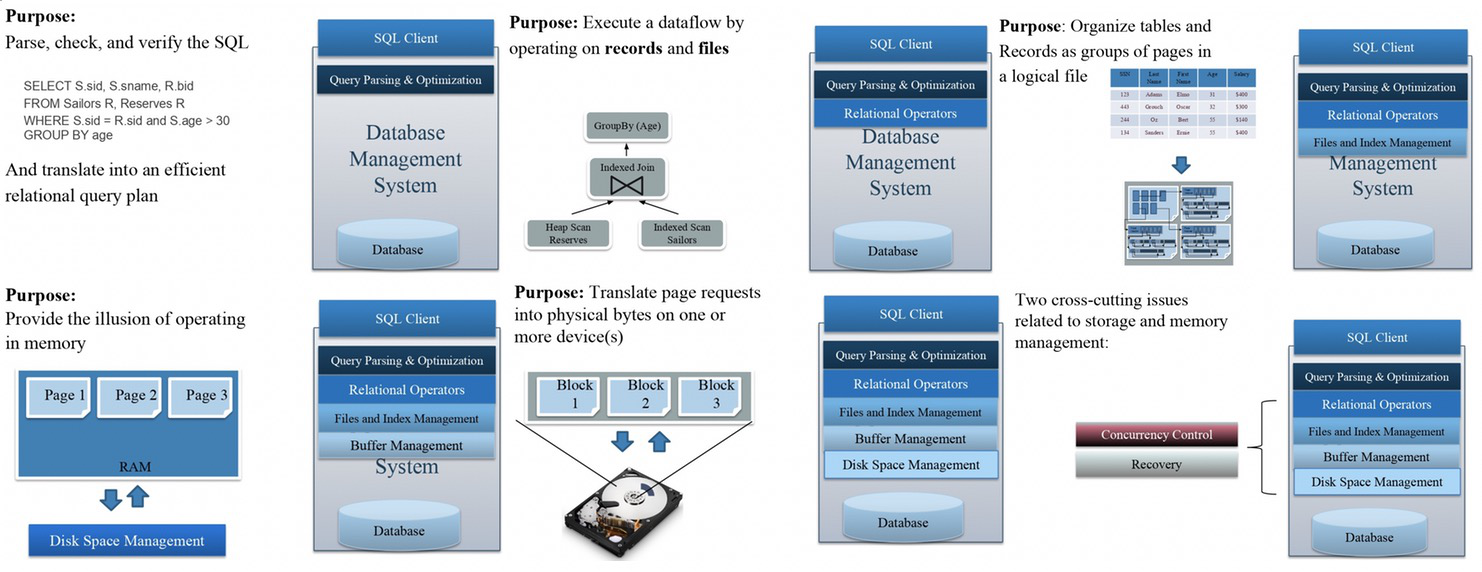 Purpose:
Parse, check, and verify the SQL
SELECT S.sid, S.sname, R.bid
FROM Sailors R, Reserves R
WHERE S.sid = R.sid and S.age > 30
GROUP BY age
And translate into an efficient
relational query plan
SQL Client
Query Parsing & Optimization
Database
Management
System
Database
Purpose: Execute a dataflow by
operating on records and files
GroupBy (Age)
Indexed Join
Heap Scan
Reserves
Indexed Scan
Sailors
SQL Client
Query Parsing & Optimization
Relational Operators
Database
Management
System
Database
Purpose: Organize tables and
Records as groups of pages in
a logical file
SSN Last Name First Name Age Salary
123 Adams Elmo 31 $400
443 Grouch Oscar 32 $300
244 Oz Bert 55 $140
134 Sanders Ernie 55 $400
SQL Client
Query Parsing & Optimization
Relational Operators
Files and Index Management
Management
System
Database
Purpose:
Provide the illusion of operating
in memory
Page 1 Page 2 Page 3
RAM
Disk Space Management
SQL Client
Query Parsing & Optimization
Relational Operators
Files and Index Management
Buffer Management
System
Database
Purpose: Translate page requests
into physical bytes on one or
more device(s)
Block 1 Block 2 Block 3
SQL Client
Query Parsing & Optimization
Relational Operators
Files and Index Management
Buffer Management
Disk Space Management
Database
Two cross-cutting issues
related to storage and memory
management:
Concurrency Control
Recovery
SQL Client
Query Parsing & Optimization
Relational Operators
Files and Index Management
Buffer Management
Disk Space Management
Database